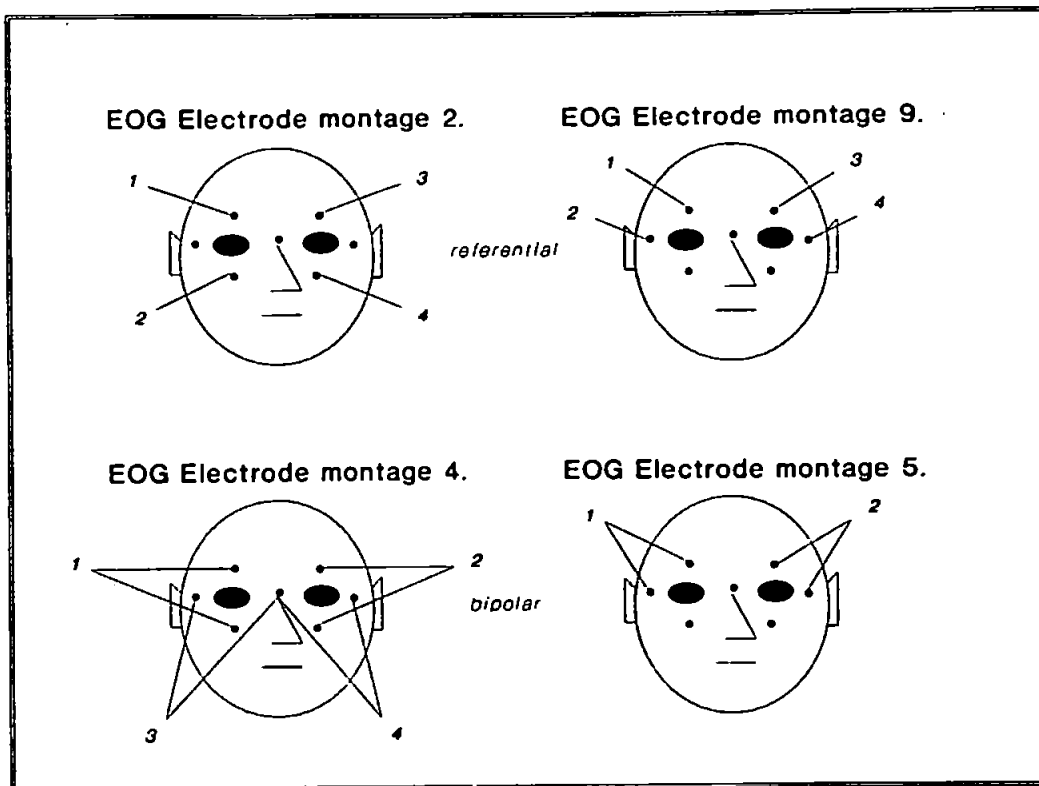 EOG Electrode montage 2.
EOG Electrode montage 9.
1
3
1
3
2
4
referential
2
4
EOG Electrode montage 4.
EOG Electrode montage 5.
1
2
1
2
bipolar
3
4